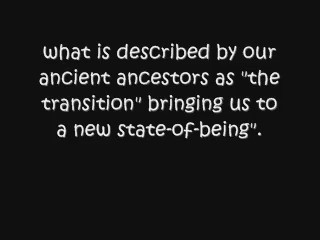 what is described by our
ancient ancestors as "the
transition" bringing us to
a new state-of-being".